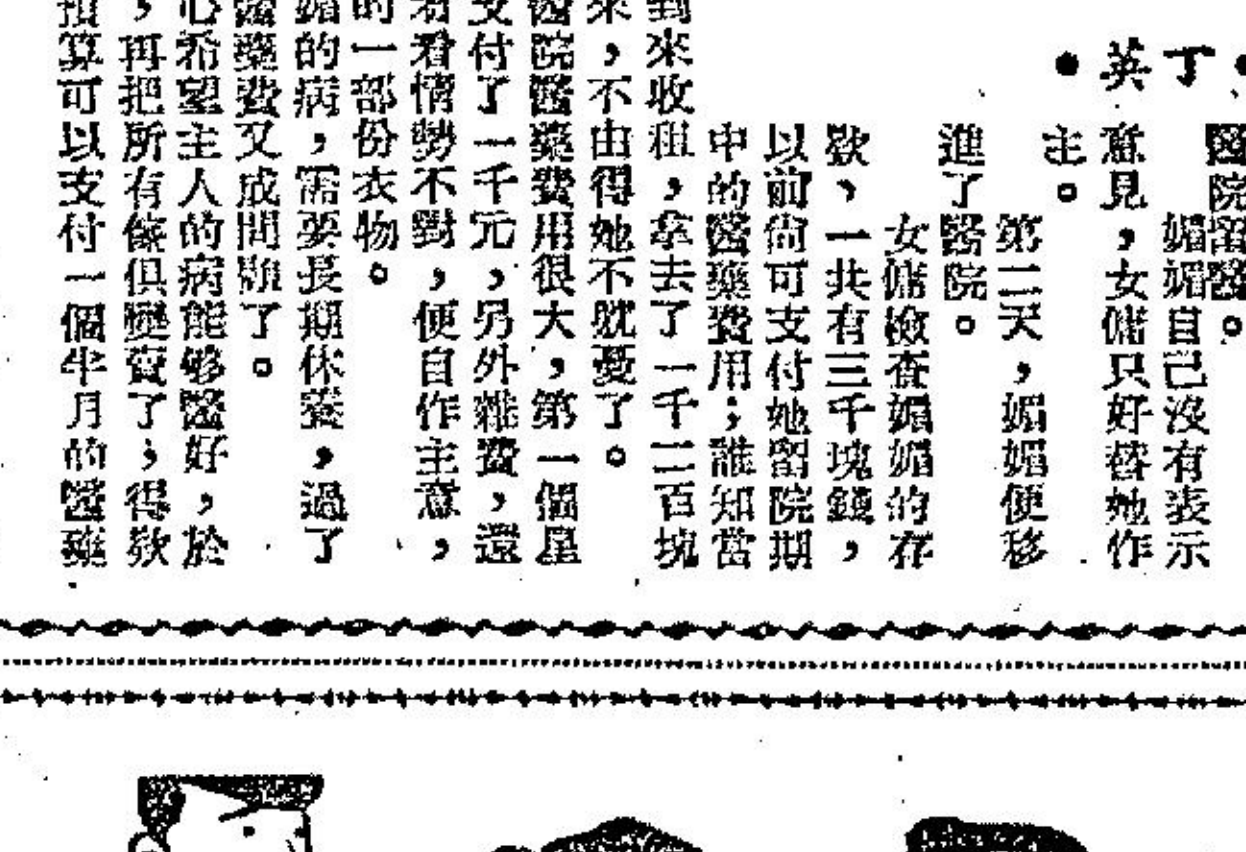 丁
英
醫院留醫。
媚媚自己沒有表示
意見，女傭只好替她作
主。
第二天，媚媚便移
進了醫院。
女傭檢查媚媚的存
欵，一共有三千塊錢，
以前尙可支付她留院期
中的醫藥費用；誰知當
到來收租，拿去了一千二百塊
來，不由得她不躭憂了。
醫院醫藥費用很大，第一個星
支付了一千元，另外雜費，還
看情勢不對，便自作主意，
的一部份衣物。
媚的病，需要長期休養，過了
醫藥費又成問題了。
心希望主人的病能够醫好，於
，再把所有傢俱變賣了；得欵
預算可以支付一個半月的醫藥